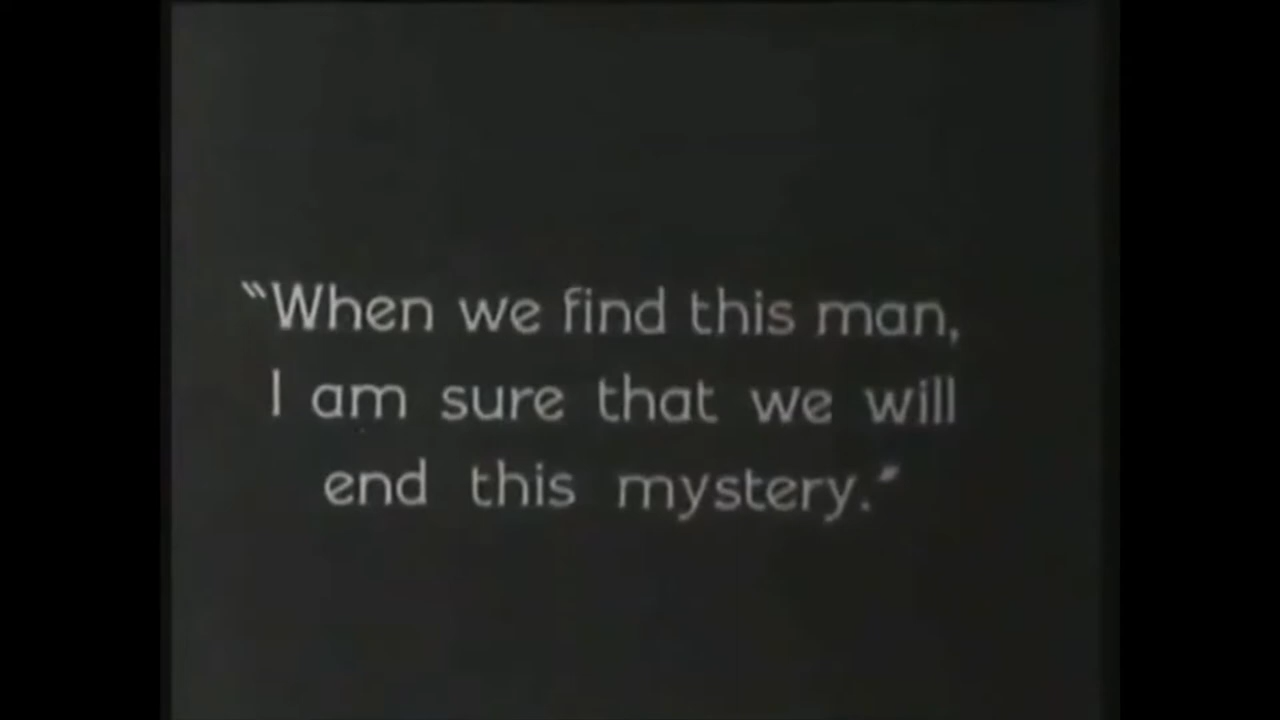 "When we find this man,
I am sure that we will
end this mystery."